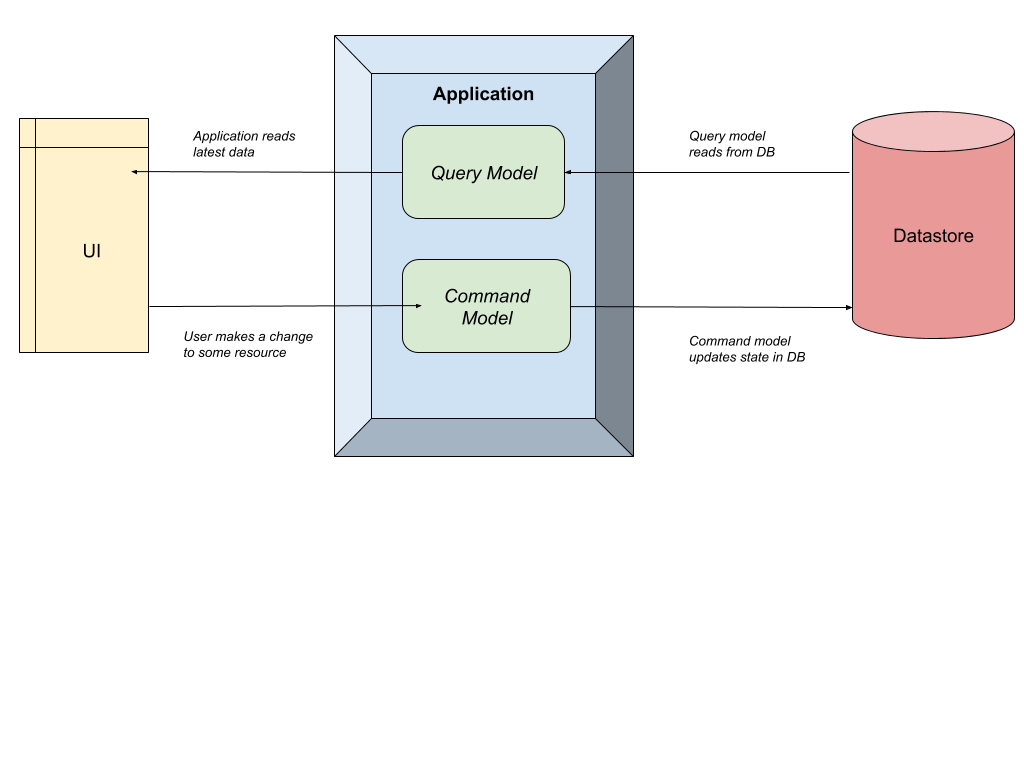 Application
Application reads
latest data
Query Model
Query model
reads from DB
UI
Datastore
Command
Model
User makes a change
to some resource
Command model
updates state in DB